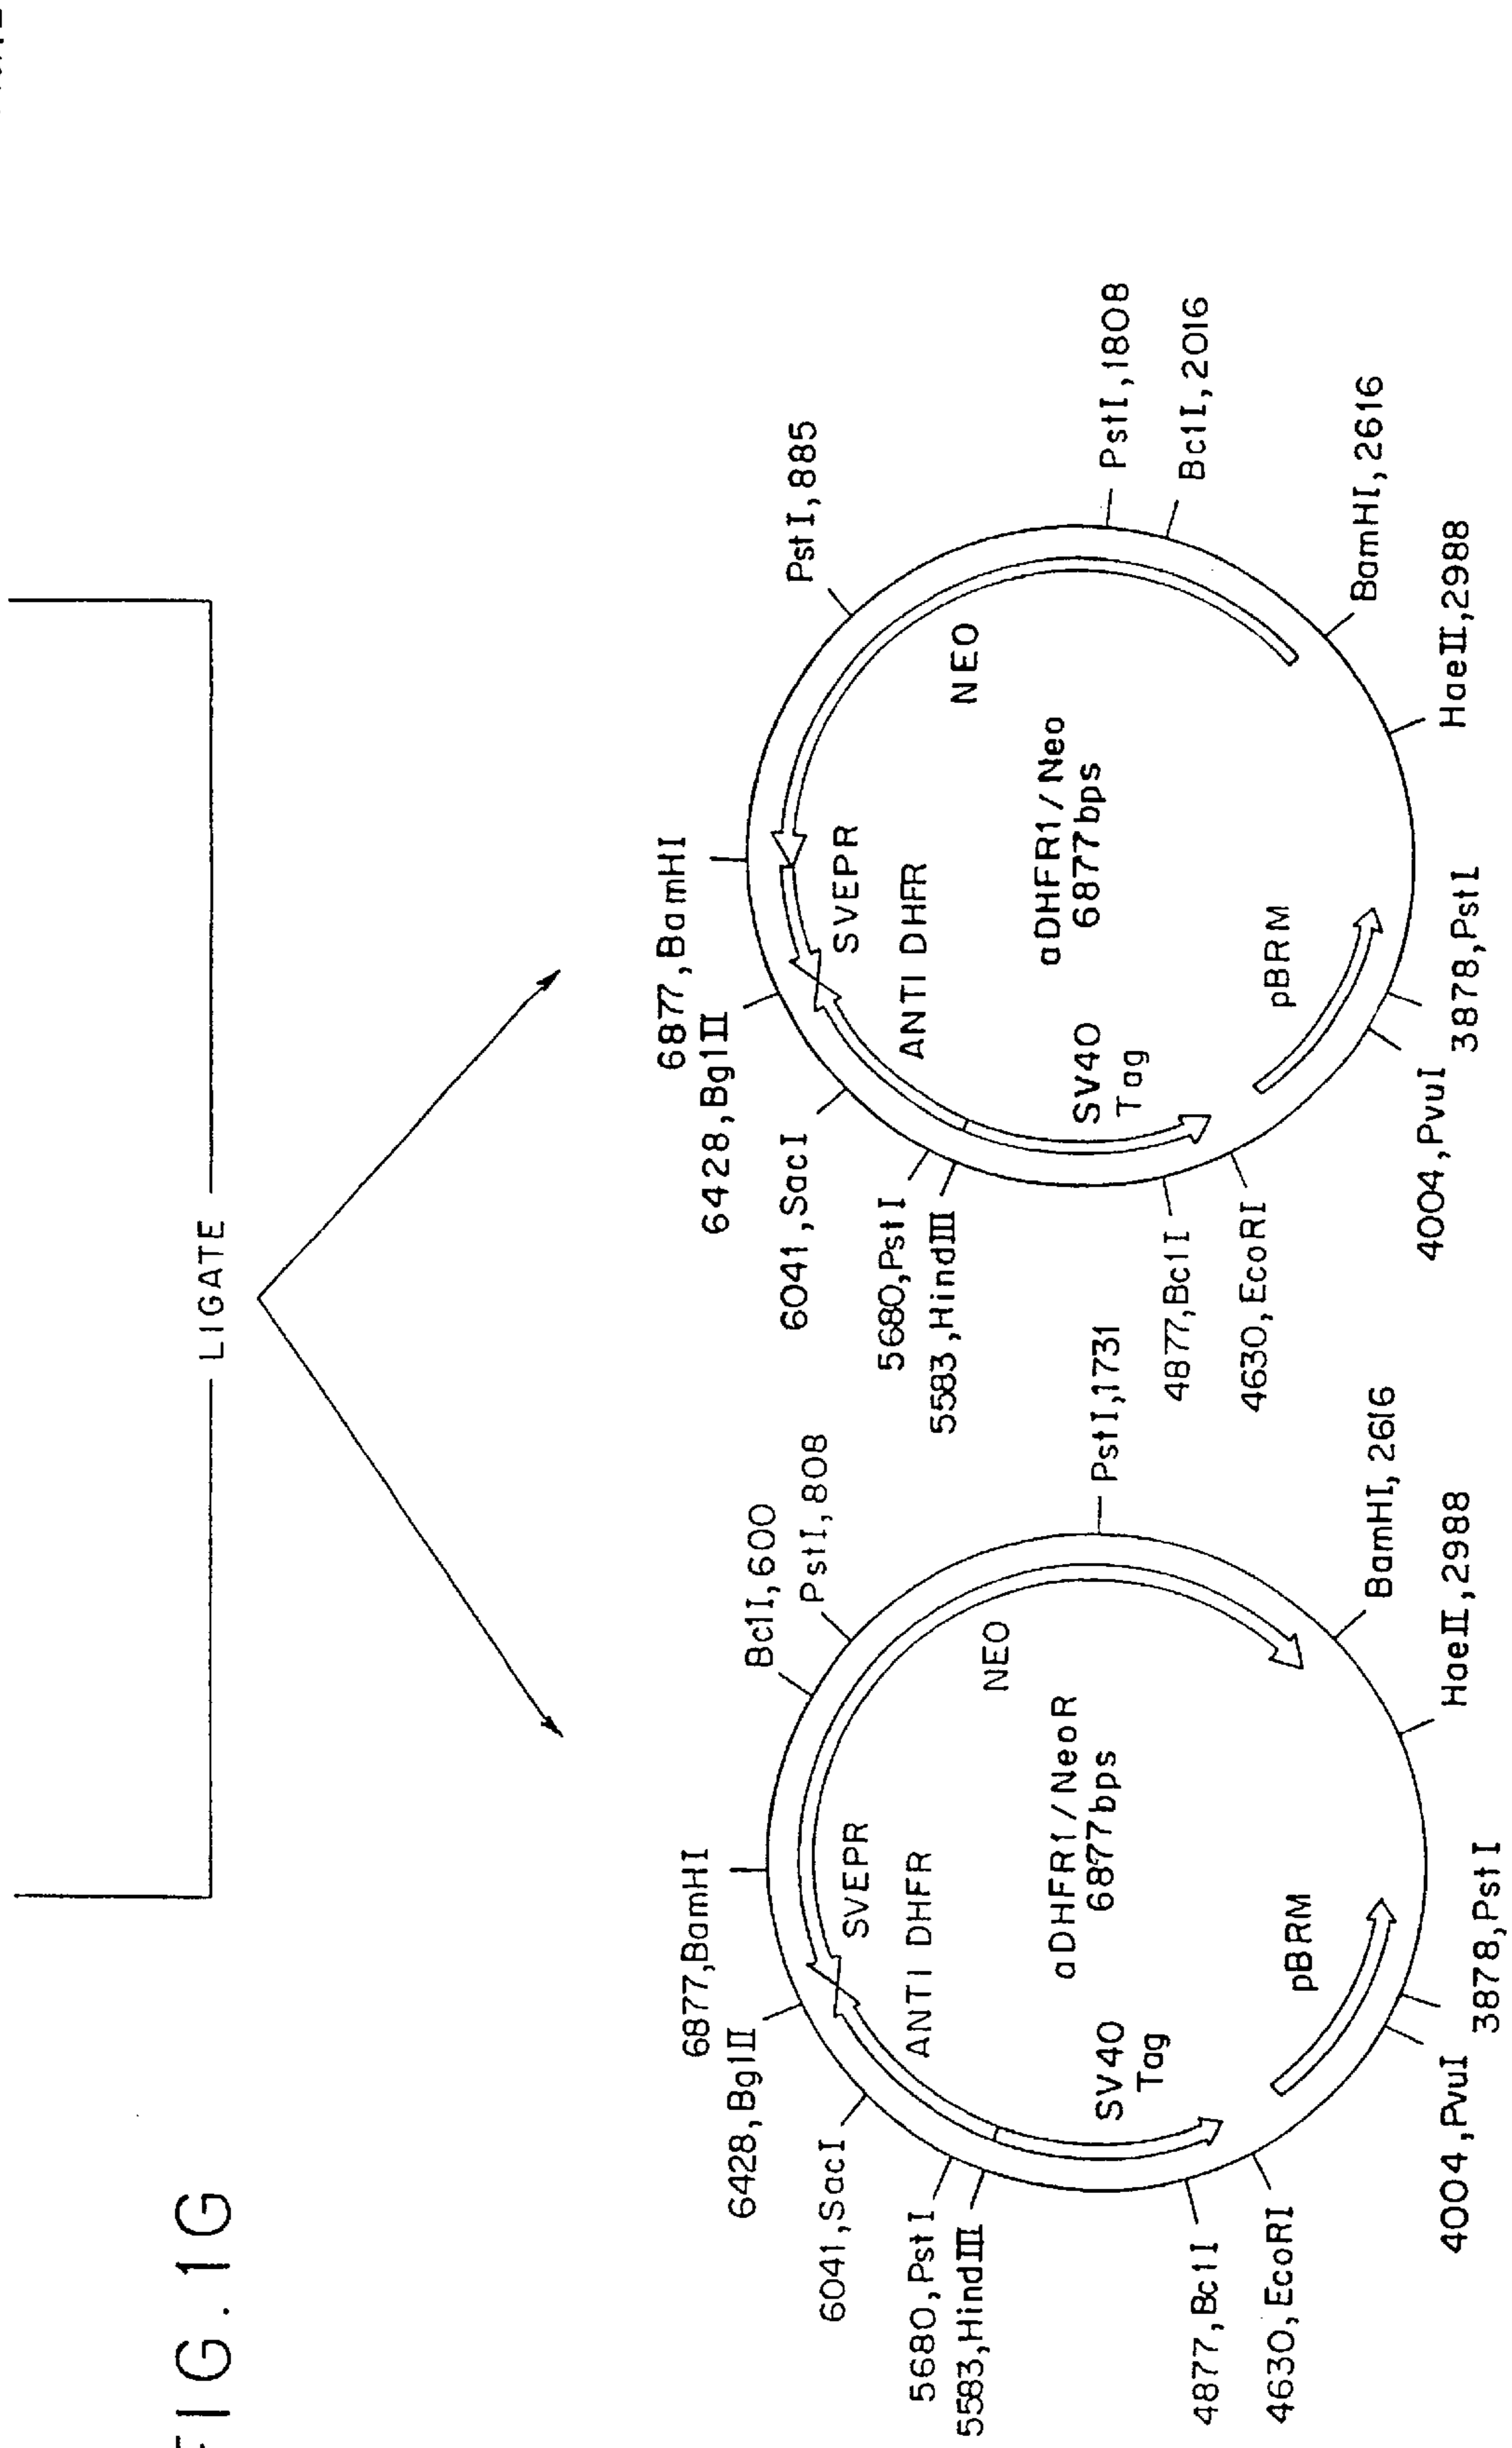 FIG. 1G
LIGATE
6877,BamHI
6428,BglII
6041,SacI
5680,PstI
5583,HindIII
4877,BclI
4630,EcoRI
4004,PvuI
3878,PstI
HaeII,2988
BamHI,2616
PstI,1731
PstI,808
BclI,600
SVEPR
ANTI DHFR
NEO
aDHFR1/NeoR
6877bps
SV40
Tag
pBRM
6877,BamHI
6428,BglII
6041,SacI
5680,PstI
5583,HindIII
4877,BclI
4630,EcoRI
4004,PvuI
3878,PstI
HaeII,2988
BamHI,2616
BclI,2016
PstI,1808
PstI,885
SVEPR
ANTI DHFR
NEO
aDHFR1/Neo
6877bps
SV40
Tag
pBRM